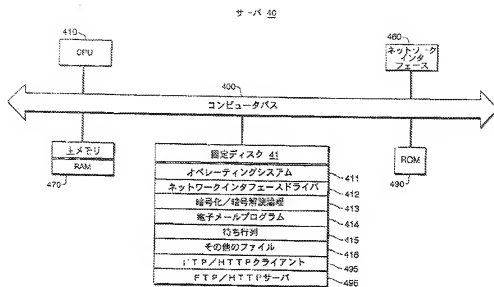 サーバ 40
410
CPU
460
ネットワーク
インタ
フェース
400
コンピュータバス
主メモリ
RAM
470
固定ディスク 41
ROM
490
オペレーティングシステム
411
ネットワークインタフェースドライバ
412
暗号化/暗号解読論理
413
電子メールプログラム
414
待ち行列
415
その他のファイル
416
FTP/HTTPクライアント
495
FTP/HTTPサーバ
496